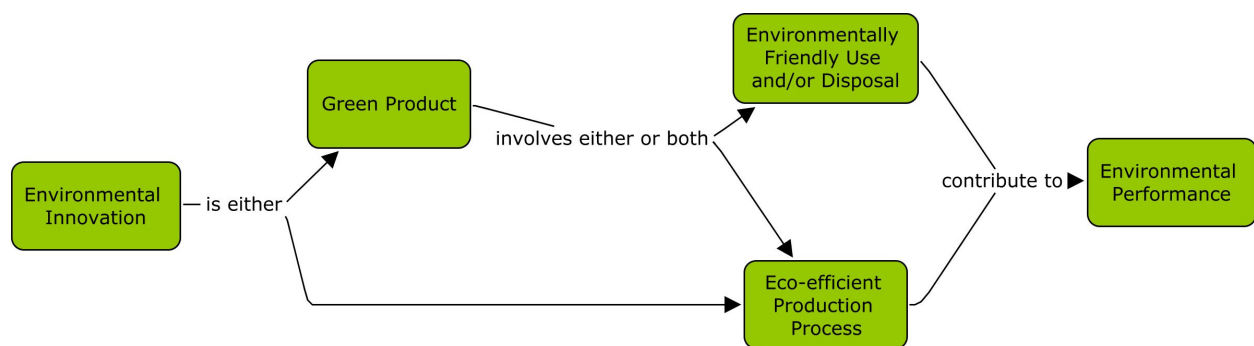 Environmental
Innovation
is either
Green Product
involves either or both
Environmentally
Friendly Use
and/or Disposal
Eco-efficient
Production
Process
contribute to
Environmental
Performance